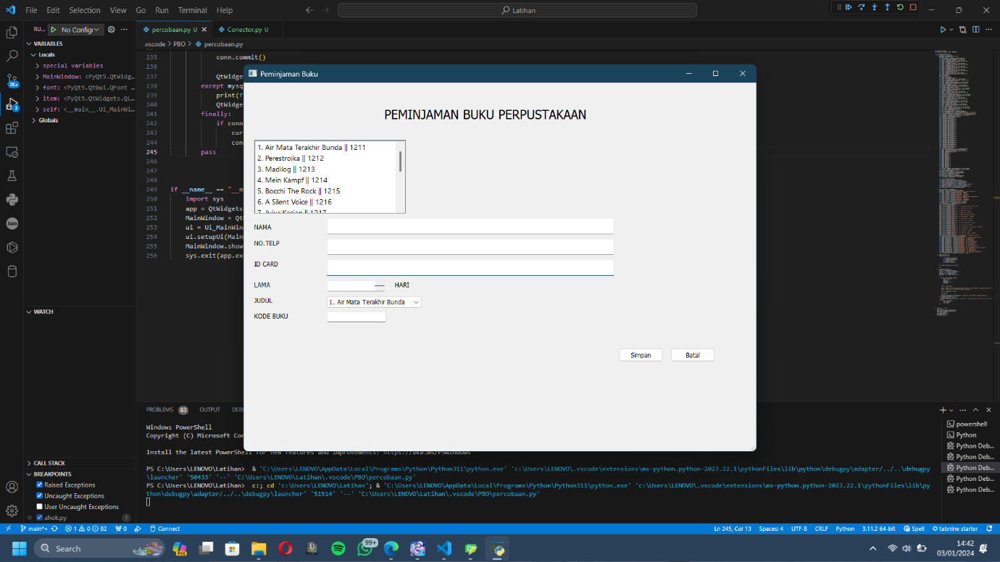 File Edit Selection View Go Run Terminal Help
Latihan
RU... No Config
percobaan.py U
Conector.py U
.vscode > PBO > percobaan.py
VARIABLES
Locals
special variables
MainWindow: <PyQt5.QtWidg...
font: <PyQt5.QtGui.QFont
item: <PyQt5.QtWidgets.QL...
self: <__main__.Ui_MainWi...
Globals
WATCH
CALL STACK
BREAKPOINTS
Raised Exceptions
Uncaught Exceptions
User Uncaught Exceptions
ahok.py 1
2K+
3
Json
235 conn.commit()
236
237 QtWidge
238 except mysq
239 print(f
240 QtWidge
241 finally:
242 if conn
243 cur
244 con
245 pass
246
247
248
249 if __name__ == "__m
250 import sys
251 app = QtWidgets
252 MainWindow = Qt
253 ui = Ui_MainWind
254 ui.setupUi(Main
255 MainWindow.show
256 sys.exit(app.ex
Peminjaman Buku
PEMINJAMAN BUKU PERPUSTAKAAN
1. Air Mata Terakhir Bunda || 1211
2. Perestroika || 1212
3. Madilog || 1213
4. Mein Kampf || 1214
5. Bocchi The Rock || 1215
6. A Silent Voice || 1216
7. Jujur Kasian || 1217
NAMA
NO.TELP
ID CARD
LAMA HARI
JUDUL 1. Air Mata Terakhir Bunda
KODE BUKU
Simpan Batal
PROBLEMS 83 OUTPUT DEBU
Windows PowerShell
Copyright (C) Microsoft Cor
Install the latest PowerShell for new features and improvements! https://aka.ms/PSWindows
PS C:\Users\LENOVO\Latihan> & 'C:\Users\LENOVO\AppData\Local\Programs\Python\Python311\python.exe' 'c:\Users\LENOVO\.vscode\extensions\ms-python.python-2023.22.1\pythonFiles\lib\python\debugpy\adapter/../..\debugpy
\launcher' '50433' '--' 'C:\Users\LENOVO\Latihan\.vscode\PBO\percobaan.py'
PS C:\Users\LENOVO\Latihan> c:; cd 'c:\Users\LENOVO\Latihan'; & 'C:\Users\LENOVO\AppData\Local\Programs\Python\Python311\python.exe' 'c:\Users\LENOVO\.vscode\extensions\ms-python.python-2023.22.1\pythonFiles\lib\py
thon\debugpy\adapter/../..\debugpy\launcher' '51514' '--' 'C:\Users\LENOVO\Latihan\.vscode\PBO\percobaan.py'
powershell
Python
Python Deb...
Python Deb...
Python Deb...
Python Deb...
Python Deb...
main*+ 1 0 82 0 Connect
Ln 245, Col 13 Spaces: 4 UTF-8 CRLF Python 3.11.2 64-bit Spell tabnine starter
Search
PRE
99+
14:42
03/01/2024